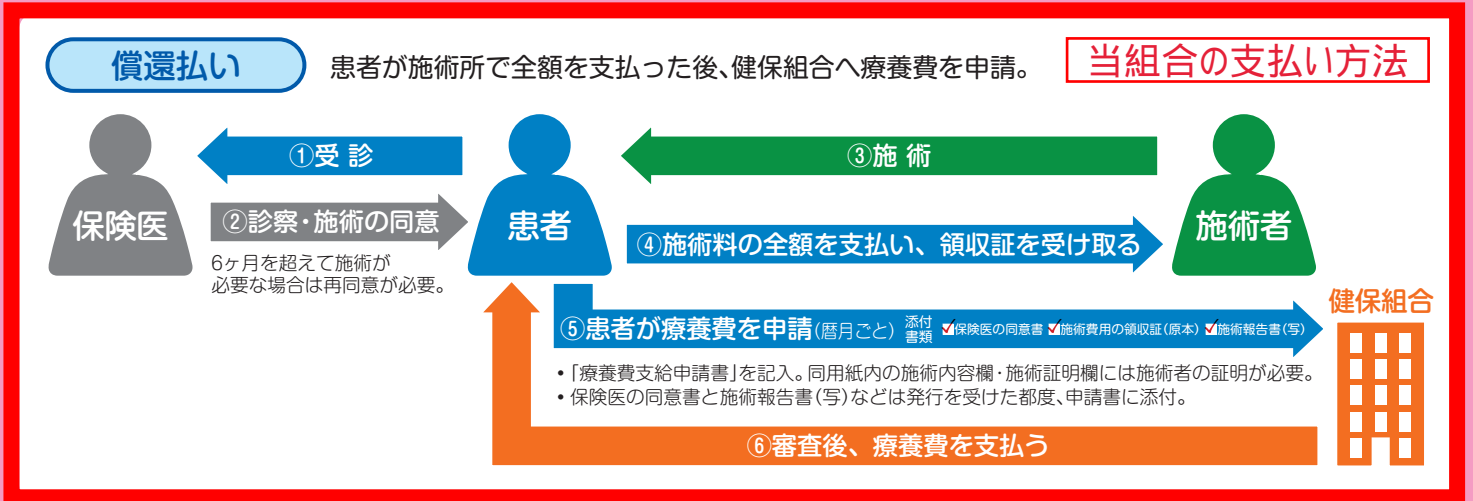 償還払い
患者が施術所で全額を支払った後、健保組合へ療養費を申請。
当組合の支払い方法
①受 診
③施 術
保険医
②診察・施術の同意
患者
施術者
④施術料の全額を支払い、領収証を受け取る
6ヶ月を超えて施術が
必要な場合は再同意が必要。
健保組合
⑤患者が療養費を申請(暦月ごと) 添付書類 ✓保険医の同意書 ✓施術費用の領収証(原本) ✓施術報告書(写)
・「療養費支給申請書」を記入。同用紙内の施術内容欄・施術証明欄には施術者の証明が必要。
・保険医の同意書と施術報告書(写)などは発行を受けた都度、申請書に添付。
⑥審査後、療養費を支払う